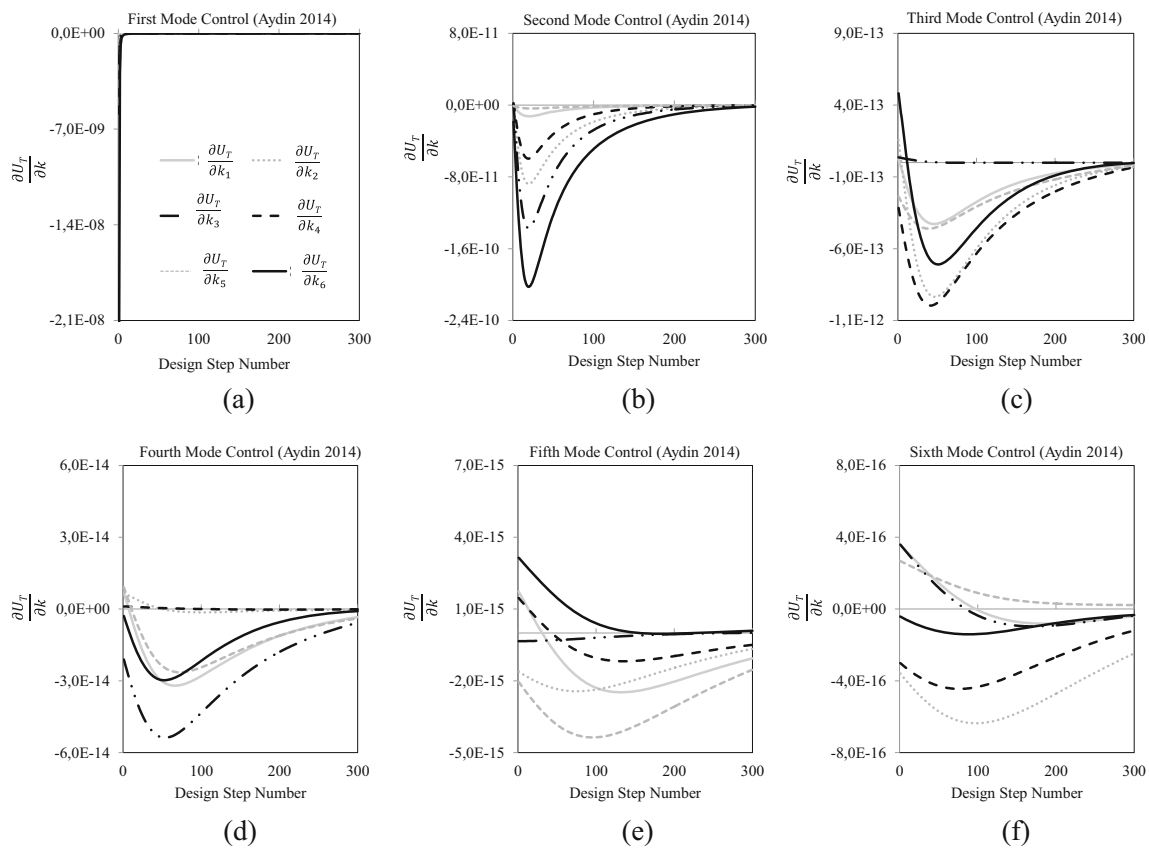 First Mode Control (Aydin 2014)
0,0E+00
-7,0E-09
-1,4E-08
-2,1E-08
∂U_T
∂k
∂U_T
∂k_1
∂U_T
∂k_2
∂U_T
∂k_3
∂U_T
∂k_4
∂U_T
∂k_5
∂U_T
∂k_6
0 100 200 300
Design Step Number
(a)
Second Mode Control (Aydin 2014)
8,0E-11
0,0E+00
-8,0E-11
-1,6E-10
-2,4E-10
∂U_T
∂k
0 100 200 300
Design Step Number
(b)
Third Mode Control (Aydin 2014)
9,0E-13
4,0E-13
-1,0E-13
-6,0E-13
-1,1E-12
∂U_T
∂k
0 100 200 300
Design Step Number
(c)
Fourth Mode Control (Aydin 2014)
6,0E-14
3,0E-14
0,0E+00
-3,0E-14
-6,0E-14
∂U_T
∂k
0 100 200 300
Design Step Number
(d)
Fifth Mode Control (Aydin 2014)
7,0E-15
4,0E-15
1,0E-15
-2,0E-15
-5,0E-15
∂U_T
∂k
0 100 200 300
Design Step Number
(e)
Sixth Mode Control (Aydin 2014)
8,0E-16
4,0E-16
0,0E+00
-4,0E-16
-8,0E-16
∂U_T
∂k
0 100 200 300
Design Step Number
(f)